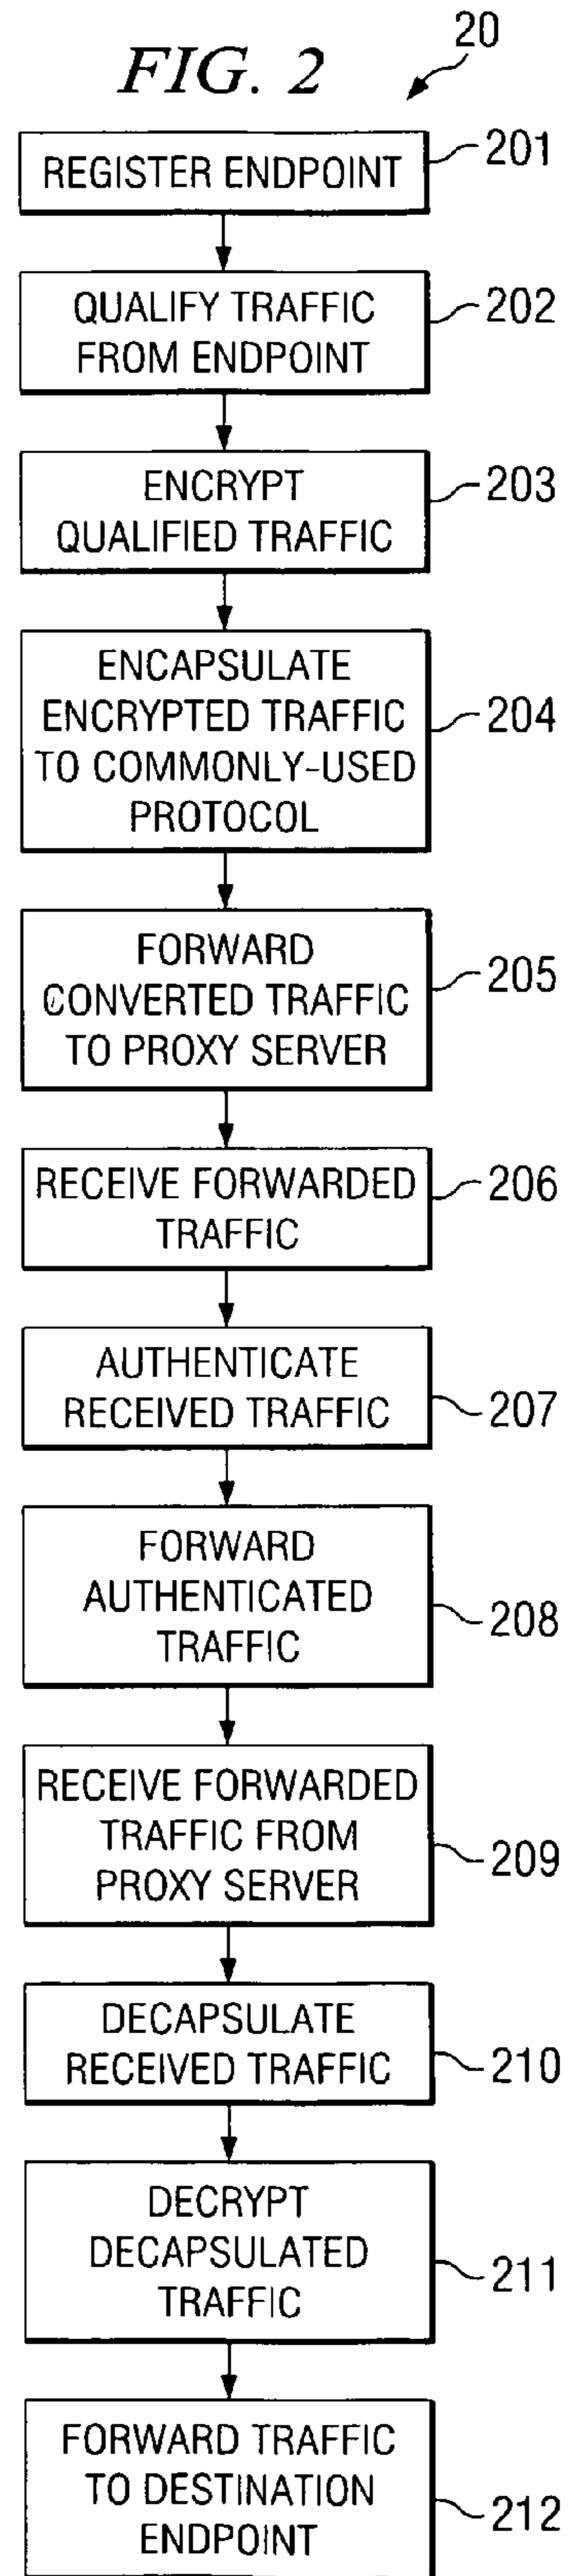 FIG. 2
20
REGISTER ENDPOINT
201
QUALIFY TRAFFIC
FROM ENDPOINT
202
ENCRYPT
QUALIFIED TRAFFIC
203
ENCAPSULATE
ENCRYPTED TRAFFIC
TO COMMONLY-USED
PROTOCOL
204
FORWARD
CONVERTED TRAFFIC
TO PROXY SERVER
205
RECEIVE FORWARDED
TRAFFIC
206
AUTHENTICATE
RECEIVED TRAFFIC
207
FORWARD
AUTHENTICATED
TRAFFIC
208
RECEIVE FORWARDED
TRAFFIC FROM
PROXY SERVER
209
DECAPSULATE
RECEIVED TRAFFIC
210
DECRYPT
DECAPSULATED
TRAFFIC
211
FORWARD TRAFFIC
TO DESTINATION
ENDPOINT
212